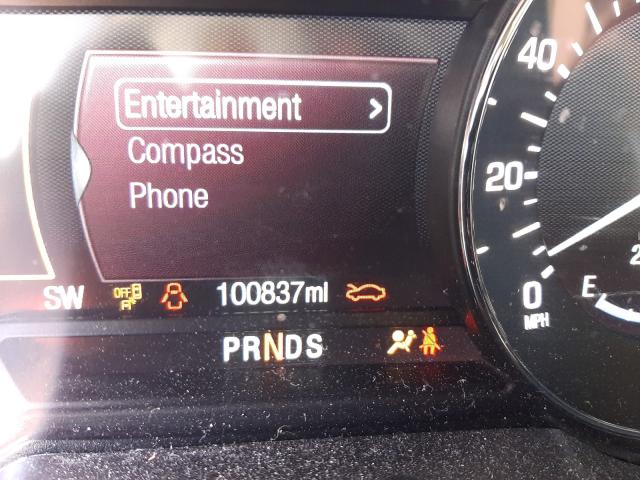 Entertainment >
Compass
Phone
40
20
0
MPH
E
SW OFF 100837mi
PRNDS